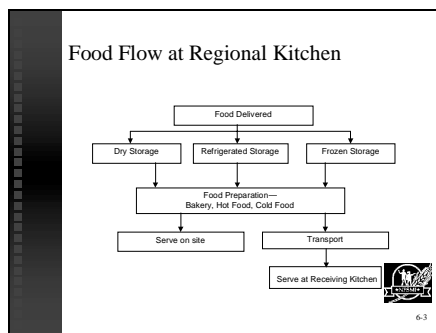 Food Flow at Regional Kitchen
Food Delivered
Dry Storage
Refrigerated Storage
Frozen Storage
Food Preparation—
Bakery, Hot Food, Cold Food
Serve on site
Transport
Serve at Receiving Kitchen
NFSMI
6-3